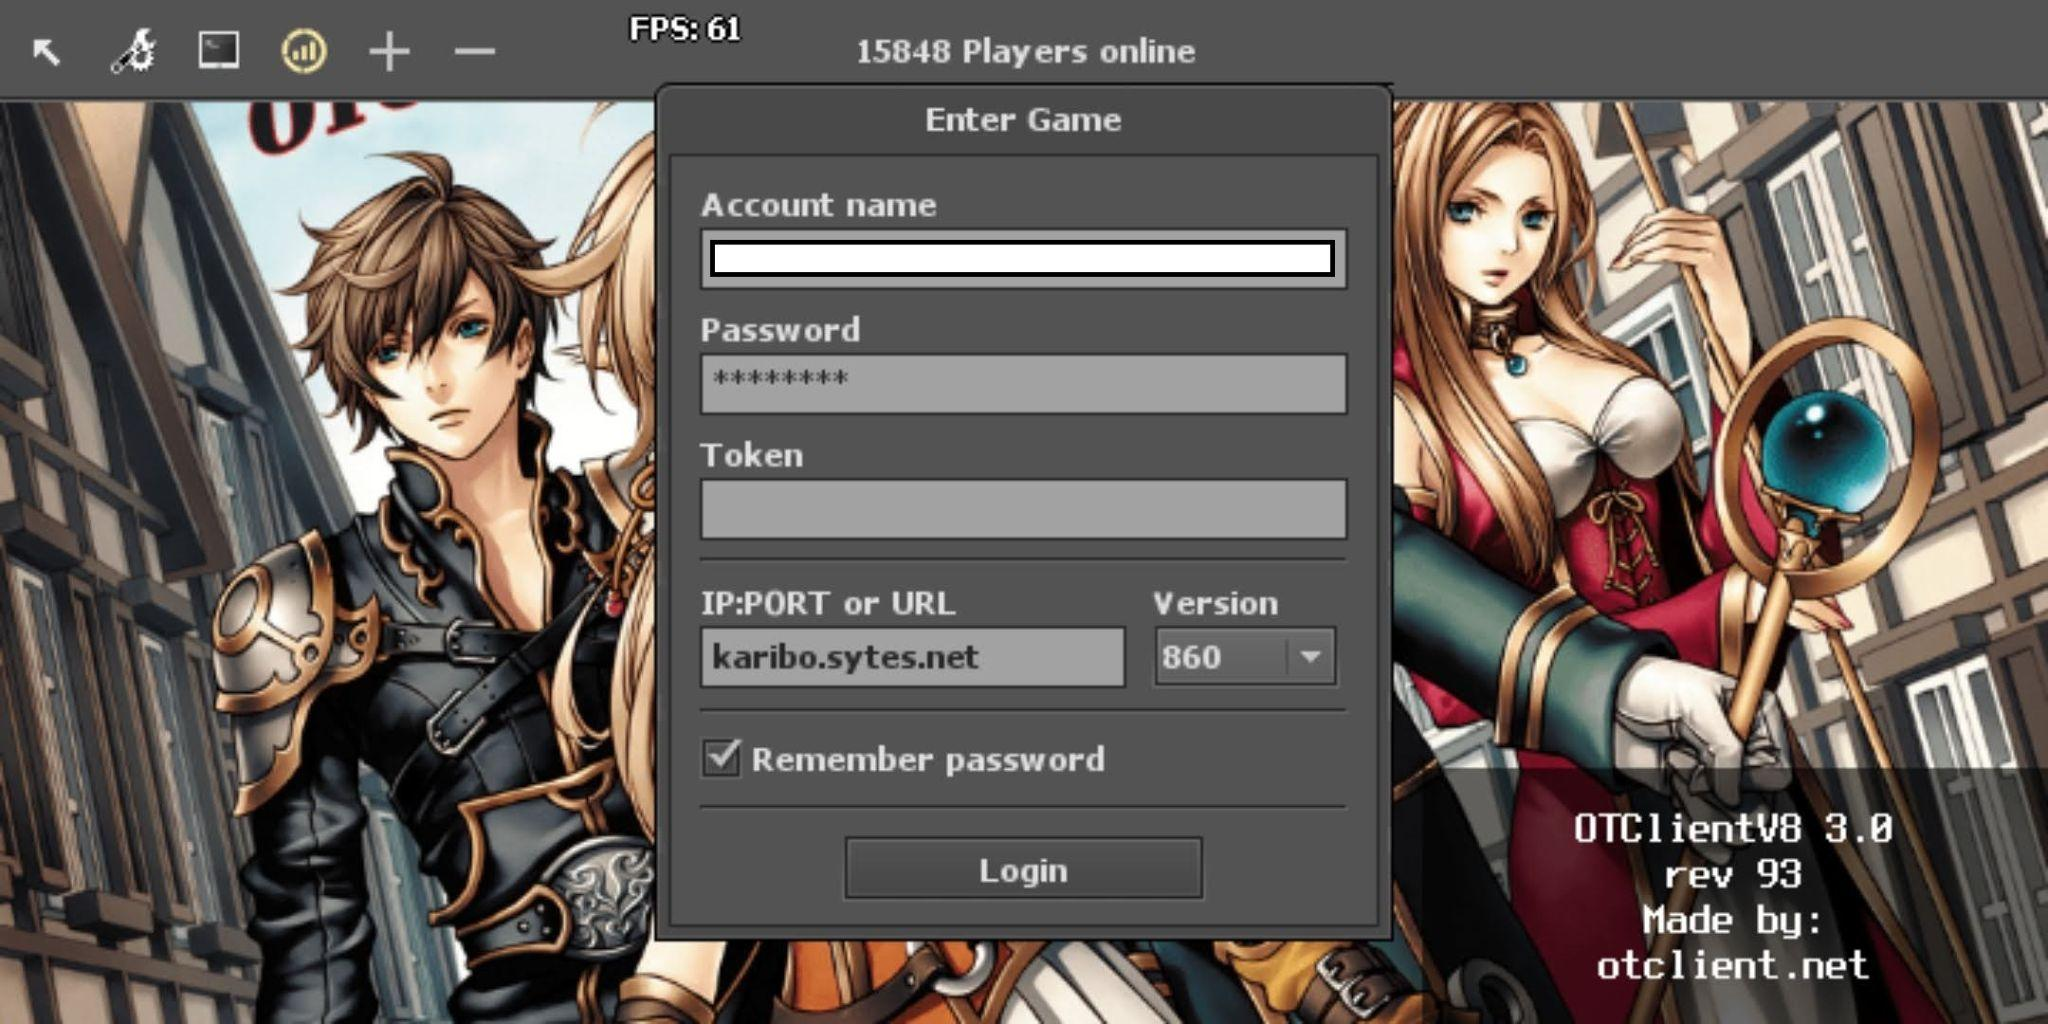 FPS: 61
15848 Players online
Enter Game
Account name
Password
********
Token
IP:PORT or URL
Version
karibo.sytes.net
860
Remember password
Login
OTClientV8 3.0
rev 93
Made by:
otclient.net